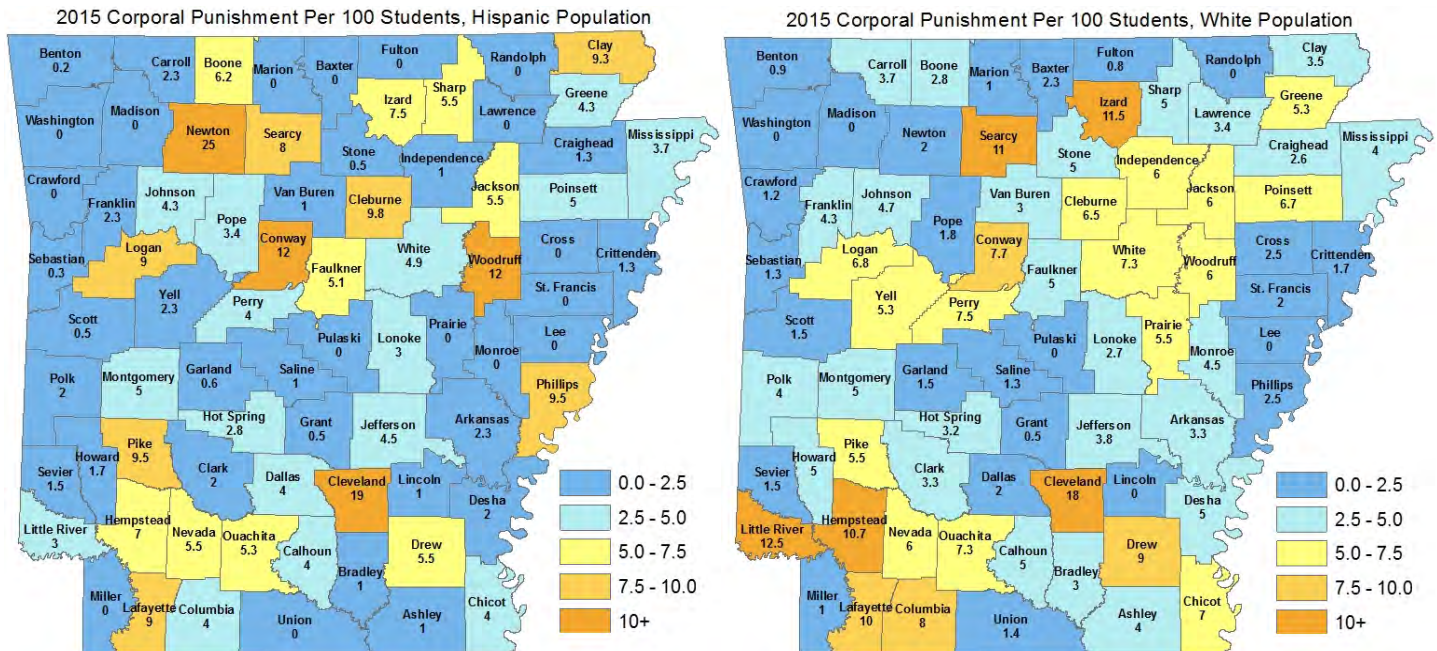 2015 Corporal Punishment Per 100 Students, Hispanic Population
Benton
0.2
Carroll
2.3
Boone
6.2
Marion
0
Baxter
0
Fulton
0
Randolph
0
Clay
9.3
Washington
0
Madison
0
Newton
25
Searcy
8
Izard
7.5
Sharp
5.5
Lawrence
0
Greene
4.3
Mississippi
3.7
Stone
0.5
Independence
1
Craighead
1.3
Crawford
0
Franklin
2.3
Johnson
4.3
Pope
3.4
Van Buren
1
Cleburne
9.8
Jackson
5.5
Poinsett
5
Sebastian
0.3
Logan
9
Conway
12
Faulkner
5.1
White
4.9
Woodruff
12
Cross
0
Crittenden
1.3
St. Francis
0
Scott
0.5
Yell
2.3
Perry
4
Pulaski
0
Lonoke
3
Prairie
0
Monroe
0
Lee
0
Polk
2
Montgomery
5
Garland
0.6
Saline
1
Phillips
9.5
Hot Spring
2.8
Grant
0.5
Jefferson
4.5
Arkansas
2.3
Sevier
1.5
Howard
1.7
Pike
9.5
Clark
2
Dallas
4
Cleveland
19
Lincoln
1
Desha
2
Little River
3
Hempstead
7
Nevada
5.5
Ouachita
5.3
Calhoun
4
Bradley
1
Drew
5.5
Miller
0
Lafayette
9
Columbia
4
Union
0
Ashley
1
Chicot
4
0.0 - 2.5
2.5 - 5.0
5.0 - 7.5
7.5 - 10.0
10+
2015 Corporal Punishment Per 100 Students, White Population
Benton
0.9
Carroll
3.7
Boone
2.8
Marion
1
Baxter
2.3
Fulton
0.8
Randolph
0
Clay
3.5
Washington
0
Madison
0
Newton
2
Searcy
11
Izard
11.5
Sharp
5
Lawrence
3.4
Greene
5.3
Mississippi
4
Stone
5
Independence
6
Craighead
2.6
Crawford
1.2
Franklin
4.3
Johnson
4.7
Pope
1.8
Van Buren
3
Cleburne
6.5
Jackson
6
Poinsett
6.7
Sebastian
1.3
Logan
6.8
Conway
7.7
Faulkner
5
White
7.3
Woodruff
6
Cross
2.5
Crittenden
1.7
St. Francis
2
Scott
1.5
Yell
5.3
Perry
7.5
Pulaski
0
Lonoke
2.7
Prairie
5.5
Monroe
4.5
Lee
0
Polk
4
Montgomery
5
Garland
1.5
Saline
1.3
Phillips
2.5
Hot Spring
3.2
Grant
0.5
Jefferson
3.8
Arkansas
3.3
Sevier
1.5
Howard
5
Pike
5.5
Clark
3.3
Dallas
2
Cleveland
18
Lincoln
0
Desha
5
Little River
12.5
Hempstead
10.7
Nevada
6
Ouachita
7.3
Calhoun
5
Bradley
3
Drew
9
Miller
1
Lafayette
10
Columbia
8
Union
1.4
Ashley
4
Chicot
7
0.0 - 2.5
2.5 - 5.0
5.0 - 7.5
7.5 - 10.0
10+